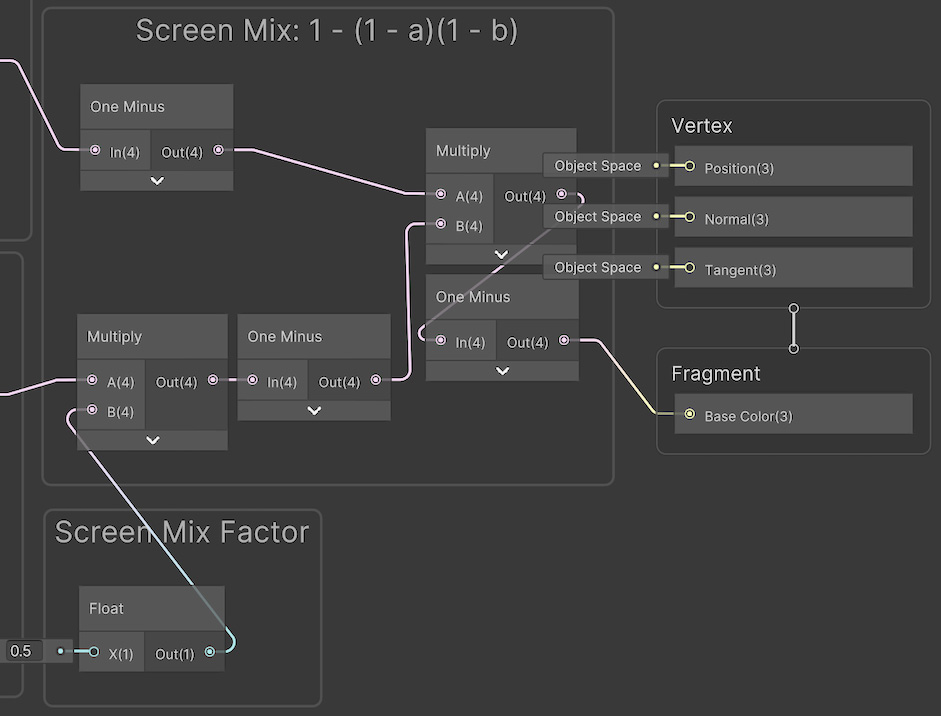 Screen Mix: 1 - (1 - a)(1 - b)
One Minus
In(4) Out(4)
Multiply
A(4) Out(4)
B(4)
One Minus
In(4) Out(4)
Multiply
A(4) Out(4)
B(4)
One Minus
In(4) Out(4)
Vertex
Object Space Position(3)
Object Space Normal(3)
Object Space Tangent(3)
Fragment
Base Color(3)
Screen Mix Factor
Float
0.5 X(1) Out(1)